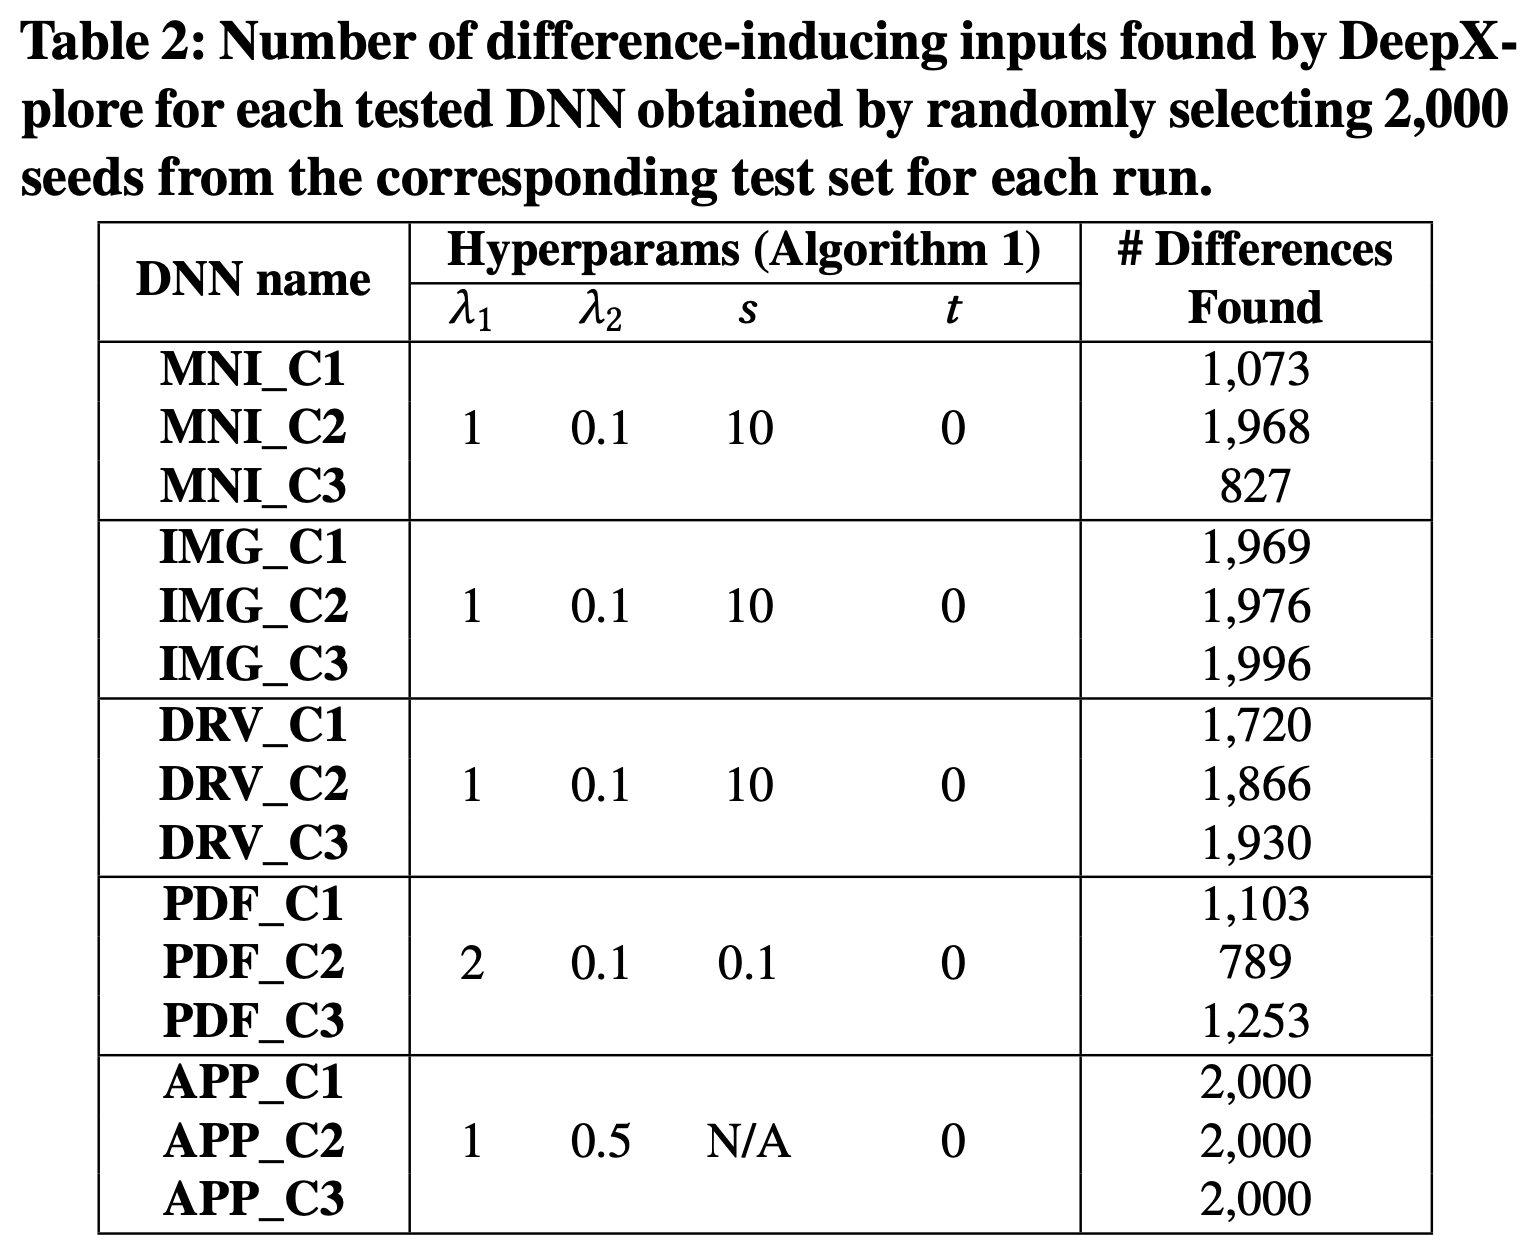 Table 2: Number of difference-inducing inputs found by DeepX-
plore for each tested DNN obtained by randomly selecting 2,000
seeds from the corresponding test set for each run.
DNN name Hyperparams (Algorithm 1) # Differences Found
λ1 λ2 s t
MNI_C1 1,073
MNI_C2 1 0.1 10 0 1,968
MNI_C3 827
IMG_C1 1,969
IMG_C2 1 0.1 10 0 1,976
IMG_C3 1,996
DRV_C1 1,720
DRV_C2 1 0.1 10 0 1,866
DRV_C3 1,930
PDF_C1 1,103
PDF_C2 2 0.1 0.1 0 789
PDF_C3 1,253
APP_C1 2,000
APP_C2 1 0.5 N/A 0 2,000
APP_C3 2,000